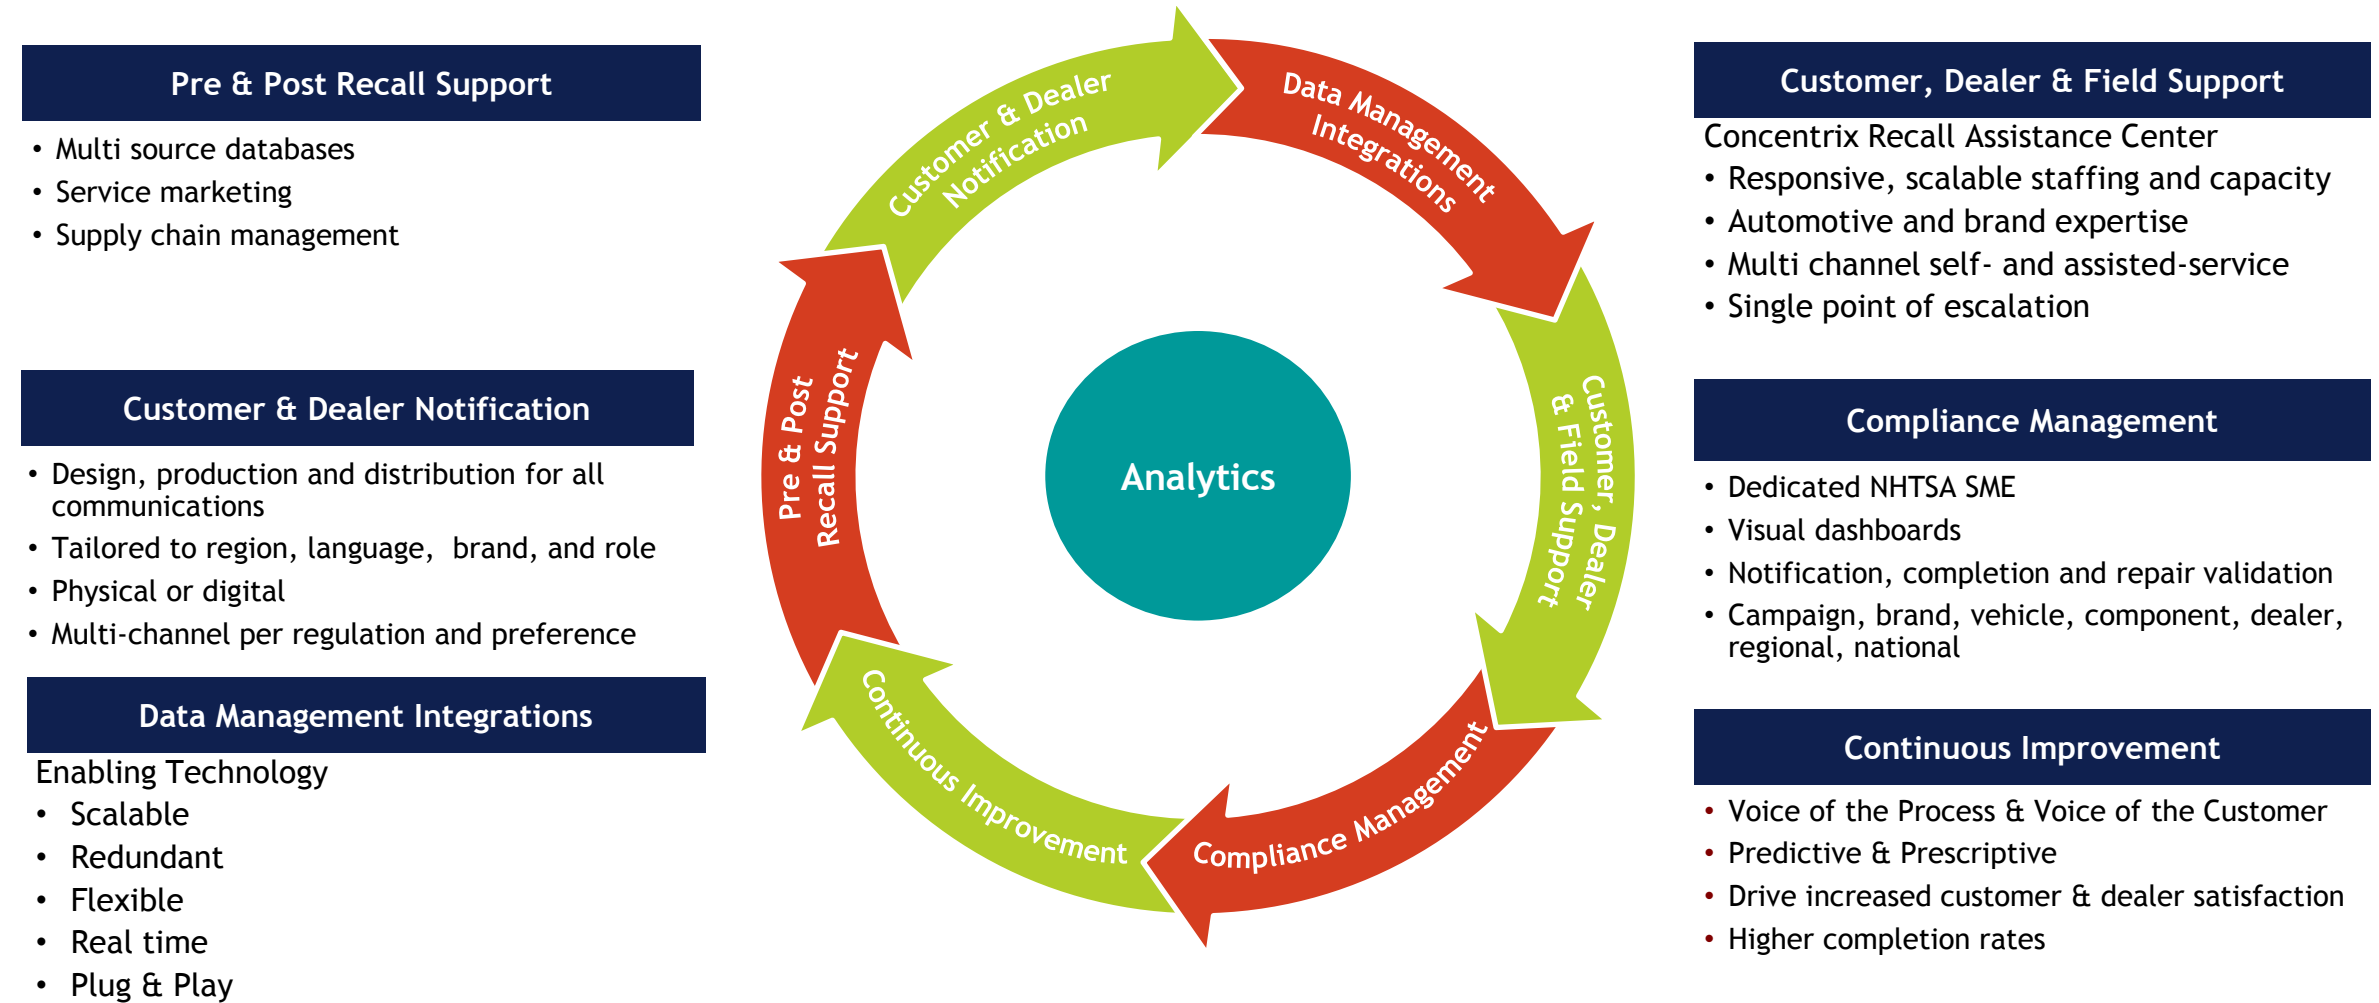 Pre & Post Recall Support
• Multi source databases
• Service marketing
• Supply chain management
Customer & Dealer Notification
• Design, production and distribution for all
communications
• Tailored to region, language,  brand, and role
• Physical or digital
• Multi-channel per regulation and preference
Data Management Integrations
Enabling Technology
• Scalable
• Redundant
• Flexible
• Real time
• Plug & Play
Customer & Dealer
Notification
Data Management
Integrations
Customer, Dealer
& Field Support
Compliance Management
Continuous Improvement
Pre & Post
Recall Support
Analytics
Customer, Dealer & Field Support
Concentrix Recall Assistance Center
• Responsive, scalable staffing and capacity
• Automotive and brand expertise
• Multi channel self- and assisted-service
• Single point of escalation
Compliance Management
• Dedicated NHTSA SME
• Visual dashboards
• Notification, completion and repair validation
• Campaign, brand, vehicle, component, dealer,
regional, national
Continuous Improvement
• Voice of the Process & Voice of the Customer
• Predictive & Prescriptive
• Drive increased customer & dealer satisfaction
• Higher completion rates